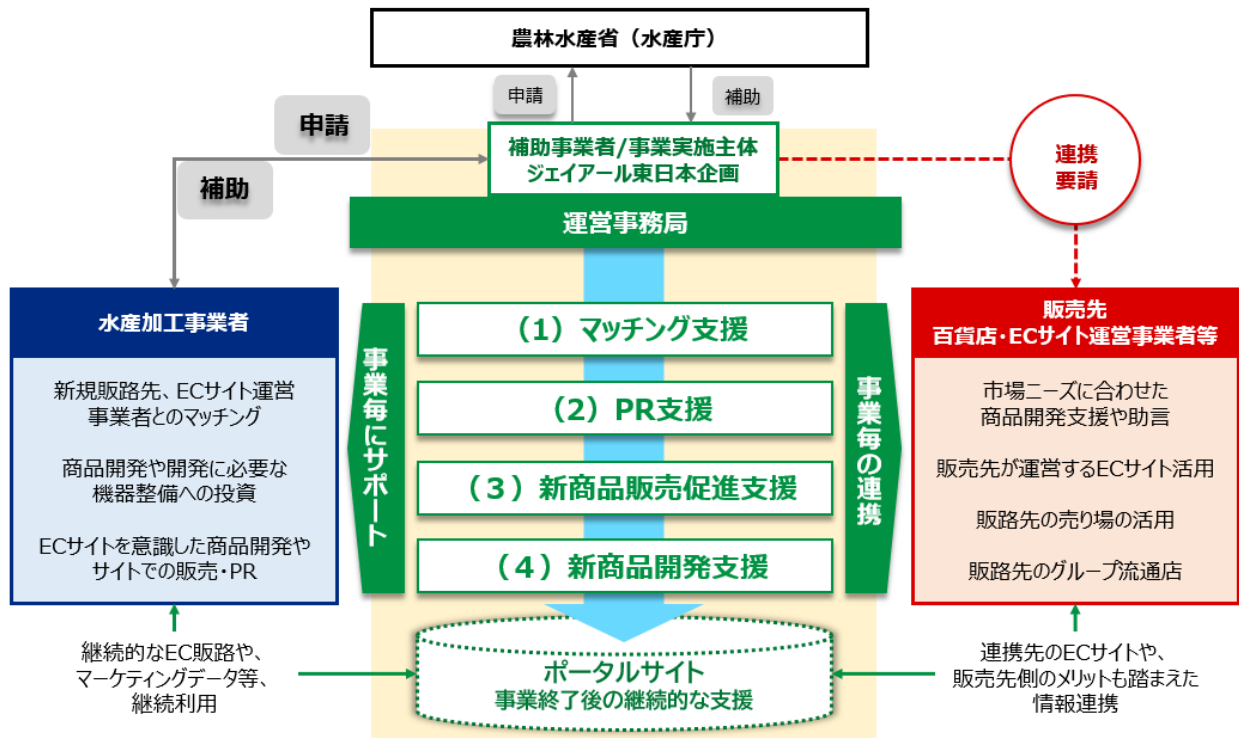 農林水産省（水産庁）
申請
補助
申請
補助
補助事業者/事業実施主体
ジェイアール東日本企画
連携
要請
運営事務局
水産加工事業者
新規販路先、ECサイト運営
事業者とのマッチング
商品開発や開発に必要な
機器整備への投資
ECサイトを意識した商品開発や
サイトでの販売・PR
事業毎にサポート
（1）マッチング支援
（2）PR支援
（３）新商品販売促進支援
（４）新商品開発支援
事業毎の連携
販売先
百貨店・ECサイト運営事業者等
市場ニーズに合わせた
商品開発支援や助言
販売先が運営するECサイト活用
販路先の売り場の活用
販路先のグループ流通店
継続的なEC販路や、
マーケティングデータ等、
継続利用
ポータルサイト
事業終了後の継続的な支援
連携先のECサイトや、
販売先側のメリットも踏まえた
情報連携